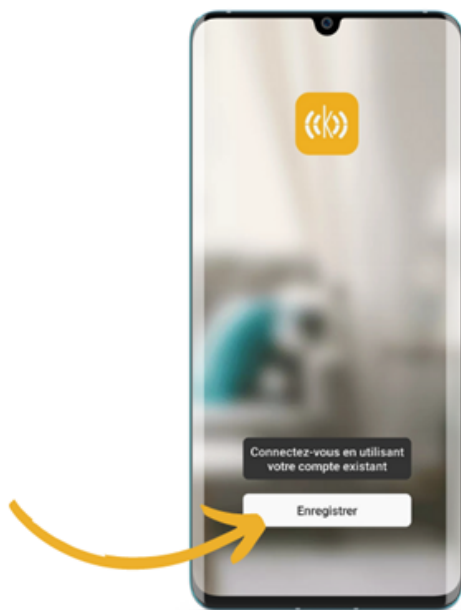 ((k))
Connectez-vous en utilisant
votre compte existant
Enregistrer